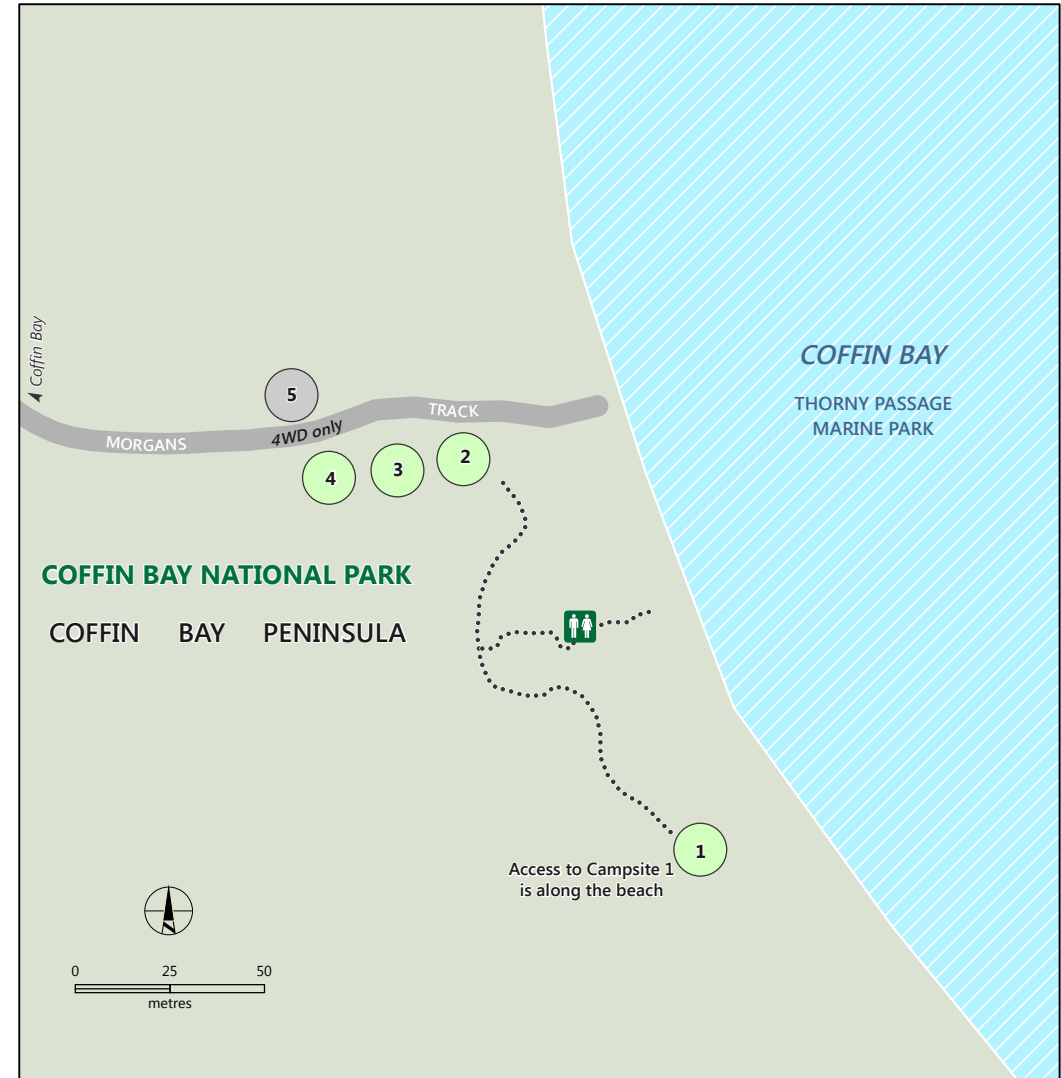 COFFIN BAY
THORNY PASSAGE
MARINE PARK
Coffin Bay
5
TRACK
4WD only
MORGANS
2
3
4
COFFIN BAY NATIONAL PARK
COFFIN BAY PENINSULA
1
Access to Campsite 1
is along the beach
0 25 50
metres